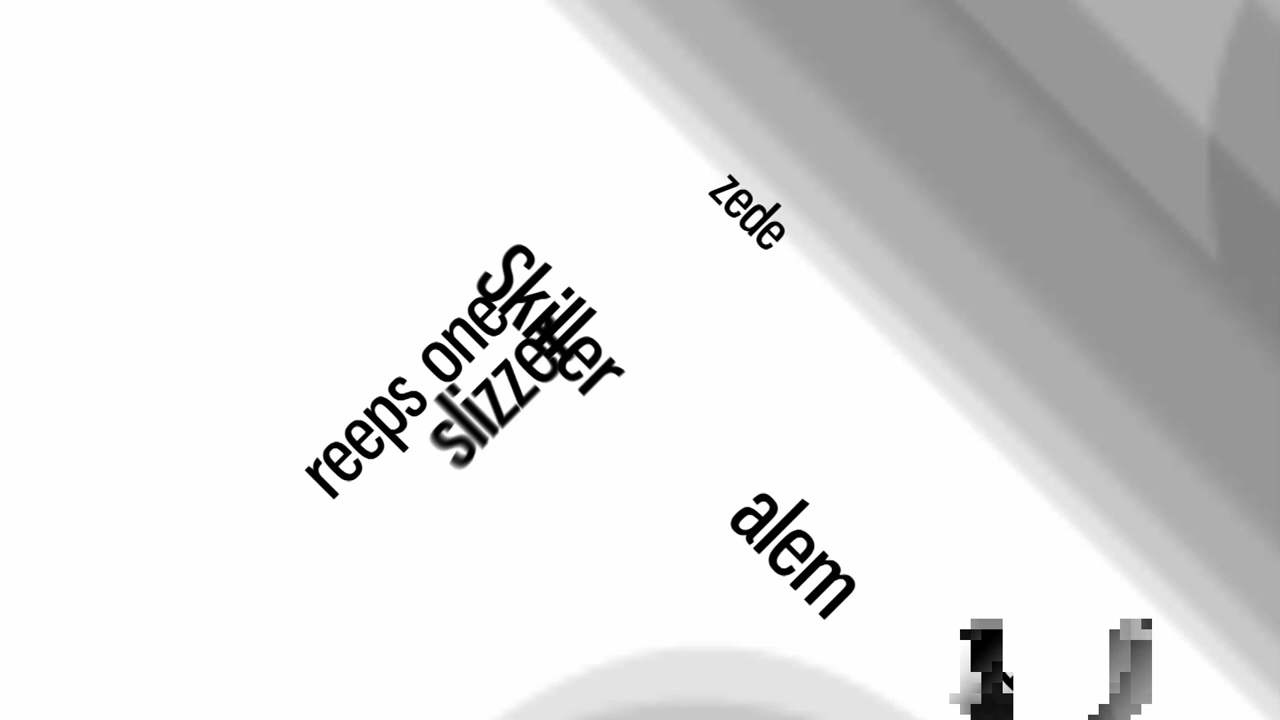 zede
Skiller
reeps one
slizzer
alem